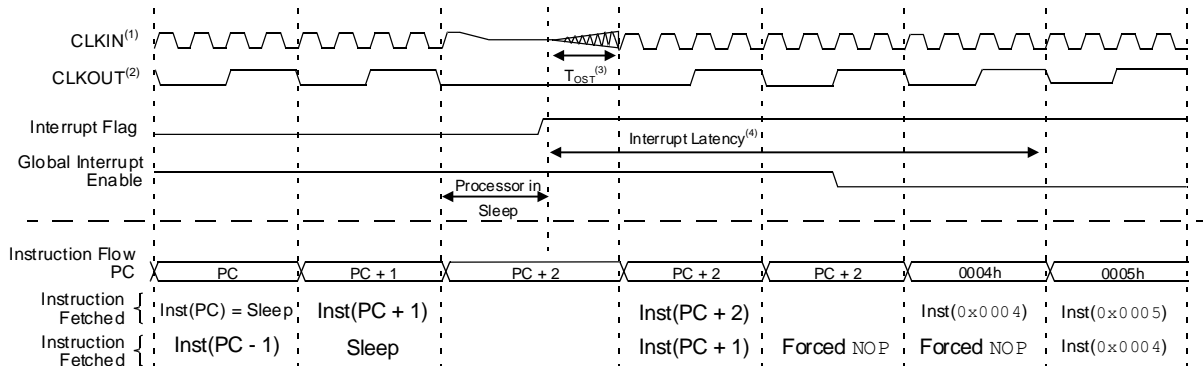 CLKIN(1)
CLKOUT(2)
TOST(3)
Interrupt Flag
Interrupt Latency(4)
Global Interrupt
Enable
Processor in
Sleep
Instruction Flow
PC
PC PC + 1 PC + 2 PC + 2 PC + 2 0004h 0005h
Instruction
Fetched { Inst(PC) = Sleep Inst(PC + 1) Inst(PC + 2) Inst(0x0004) Inst(0x0005)
Instruction
Fetched { Inst(PC - 1) Sleep Inst(PC + 1) Forced NOP Forced NOP Inst(0x0004)